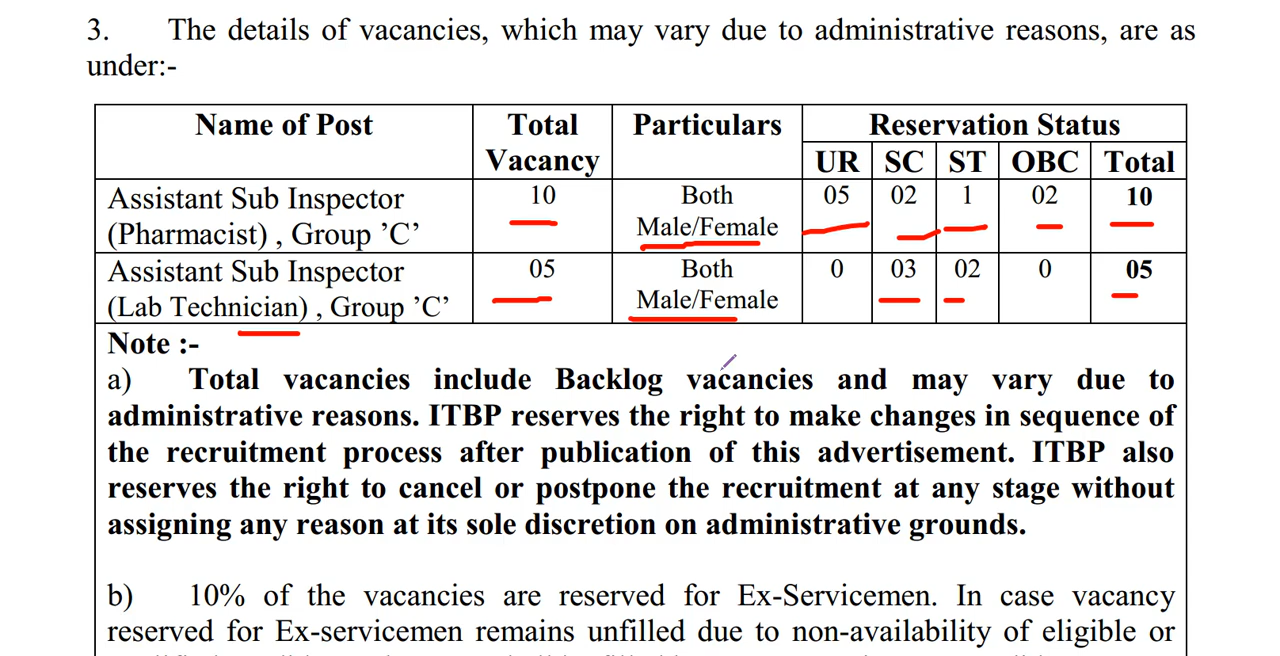 3. The details of vacancies, which may vary due to administrative reasons, are as
under:-
Name of Post Total Vacancy Particulars Reservation Status
UR SC ST OBC Total
Assistant Sub Inspector (Pharmacist) , Group ’C’ 10 Both Male/Female 05 02 1 02 10
Assistant Sub Inspector (Lab Technician) , Group ’C’ 05 Both Male/Female 0 03 02 0 05
Note :-
a) Total vacancies include Backlog vacancies and may vary due to
administrative reasons. ITBP reserves the right to make changes in sequence of
the recruitment process after publication of this advertisement. ITBP also
reserves the right to cancel or postpone the recruitment at any stage without
assigning any reason at its sole discretion on administrative grounds.
b) 10% of the vacancies are reserved for Ex-Servicemen. In case vacancy
reserved for Ex-servicemen remains unfilled due to non-availability of eligible or